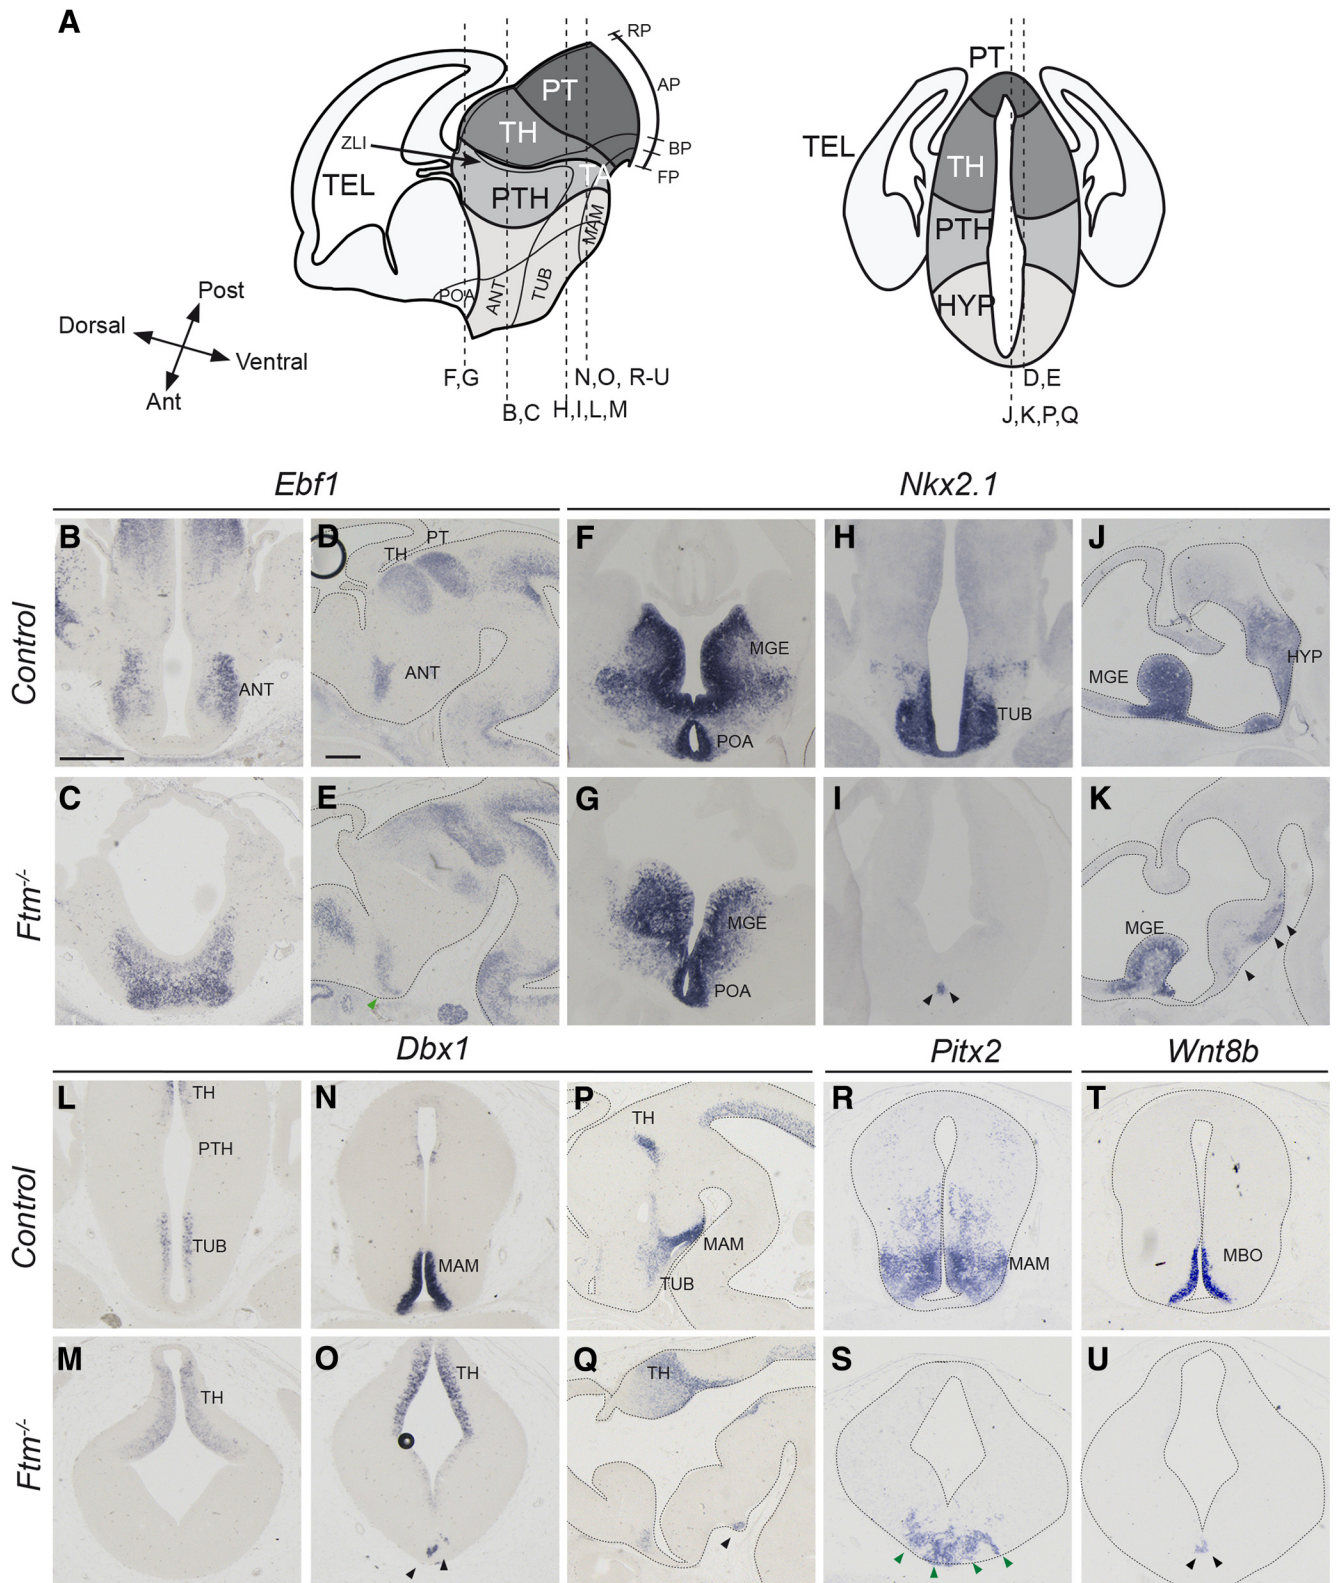 A
RP
PT
AP
PT
TH
ZLI
TEL
BP
TA
FP
PTH
MAM
POA
ANT
TUB
TEL
TH
PTH
HYP
Post
Dorsal
Ventral
Ant
F,G
N,O, R-U
B,C
H,I,L,M
D,E
J,K,P,Q
Ebf1
Nkx2.1
Control
B
ANT
D
PT
TH
ANT
F
MGE
POA
H
TUB
J
MGE
HYP
Ftm-/-
C
E
G
MGE
POA
I
K
MGE
Dbx1
Pitx2
Wnt8b
Control
L
TH
PTH
TUB
N
MAM
P
TH
MAM
TUB
R
MAM
T
MBO
Ftm-/-
M
TH
O
TH
Q
TH
S
U